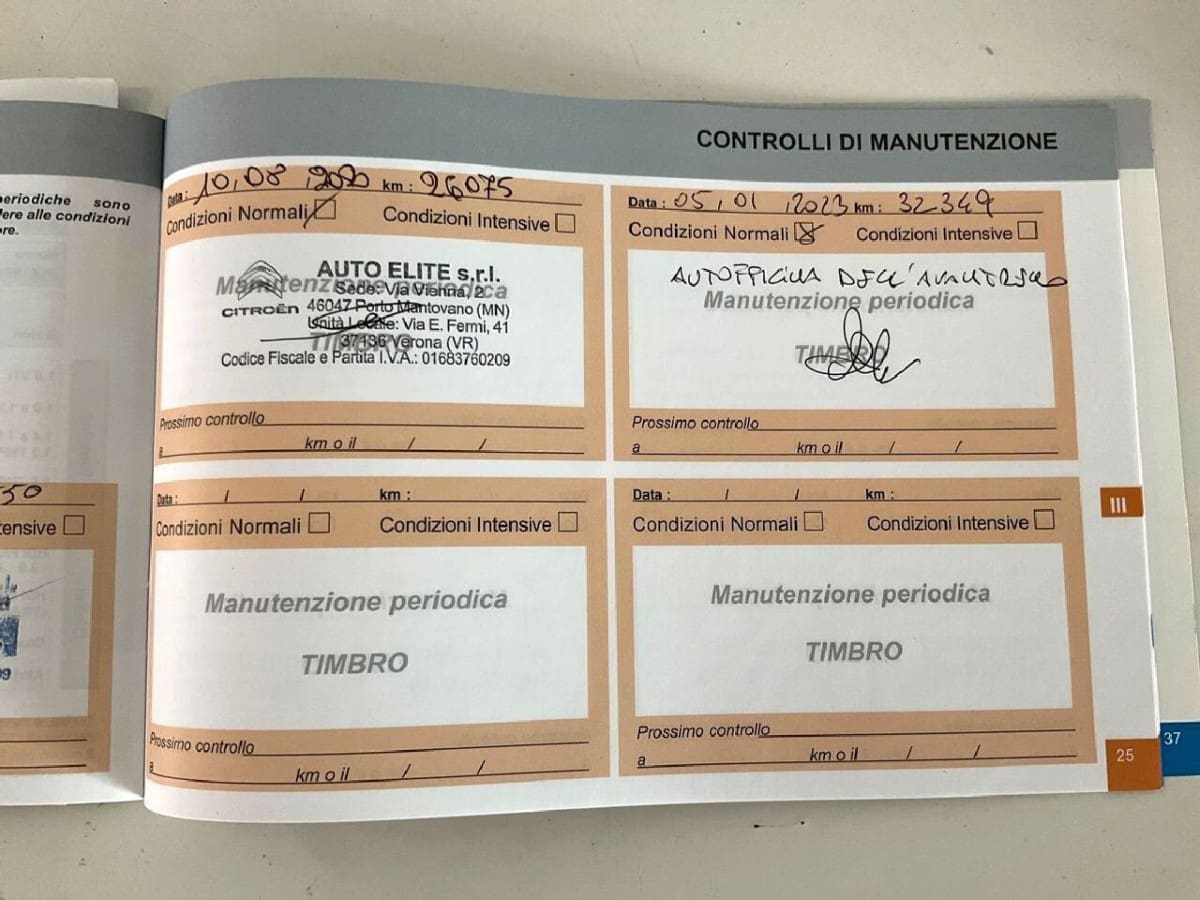 eriodiche sono
ere alle condizioni
re.
50
tensive
CONTROLLI DI MANUTENZIONE
Data : 10,08,2020 km : 26075
Condizioni Normali Condizioni Intensive
Manutenzione periodica
TIMBRO
CITROËN
AUTO ELITE s.r.l.
Sede: Via Vienna, 2
46047 Porto Mantovano (MN)
Unità Locale: Via E. Fermi, 41
37136 Verona (VR)
Codice Fiscale e Partita I.V.A.: 01683760209
Prossimo controllo
a km o il / /
Data : 05,01,2023 km : 32349
Condizioni Normali Condizioni Intensive
AUTOFFICINA DELL'
Manutenzione periodica
TIMBRO
Prossimo controllo
a km o il / /
Data : / / km :
Condizioni Normali Condizioni Intensive
Manutenzione periodica
TIMBRO
Prossimo controllo
a km o il / /
Data : / / km :
Condizioni Normali Condizioni Intensive
Manutenzione periodica
TIMBRO
Prossimo controllo
a km o il / /
III
25
37